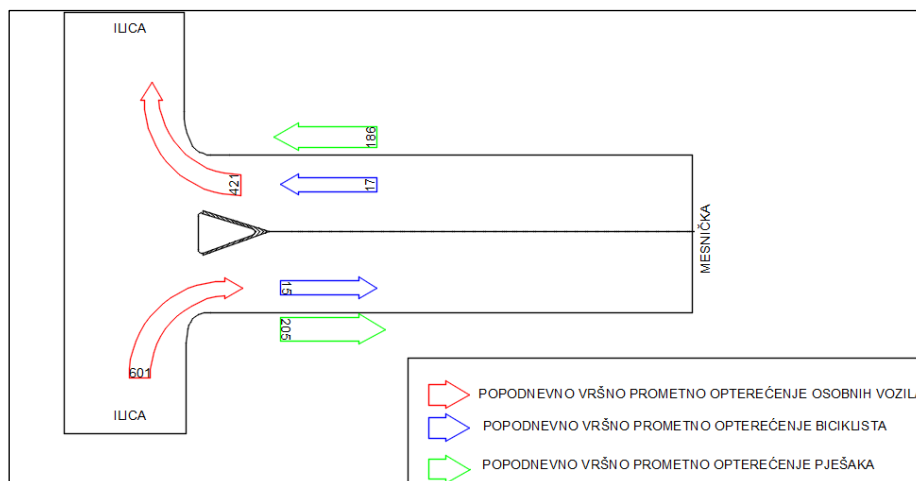 ILICA
186
421
17
MESNIČKA
15
205
601
ILICA
POPODNEVNO VRŠNO PROMETNO OPTEREĆENJE OSOBNIH VOZILA
POPODNEVNO VRŠNO PROMETNO OPTEREĆENJE BICIKLISTA
POPODNEVNO VRŠNO PROMETNO OPTEREĆENJE PJEŠAKA